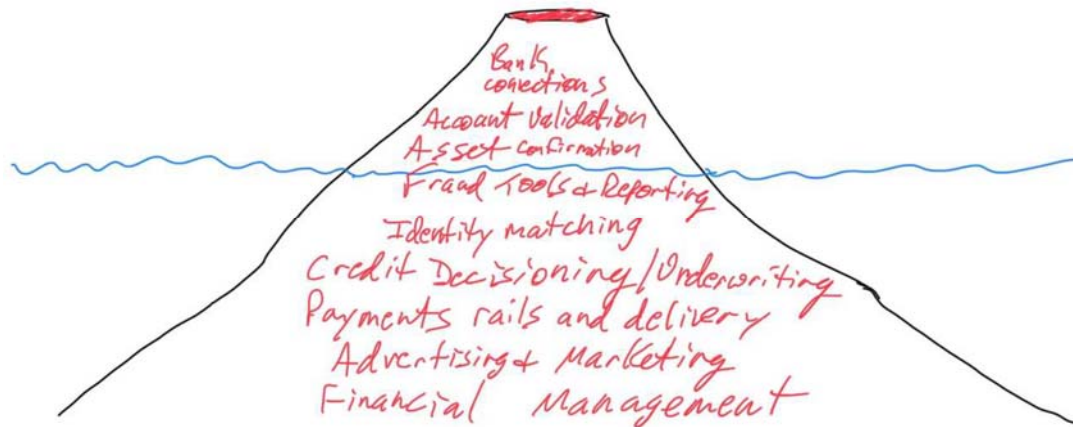 Bank
conections
Account Validation
Asset confirmation
Fraud Tools & Reporting
Identity matching
Credit Decisioning/Underwriting
Payments rails and delivery
Advertising & Marketing
Financial Management